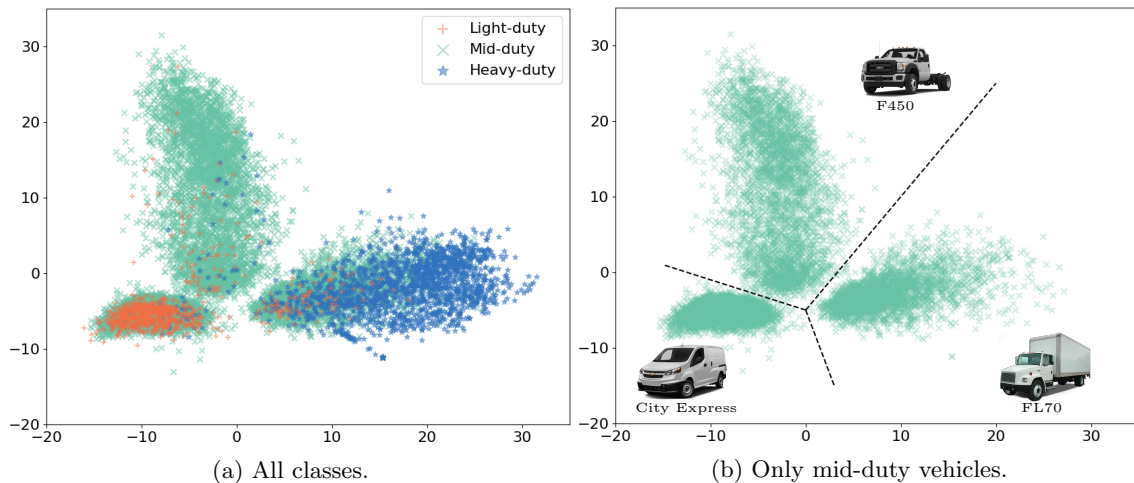 Light-duty
Mid-duty
Heavy-duty
30
20
10
0
−10
−20
−20 −10 0 10 20 30
(a) All classes.
30
20
10
0
−10
−20
F450
City Express
FL70
−20 −10 0 10 20 30
(b) Only mid-duty vehicles.